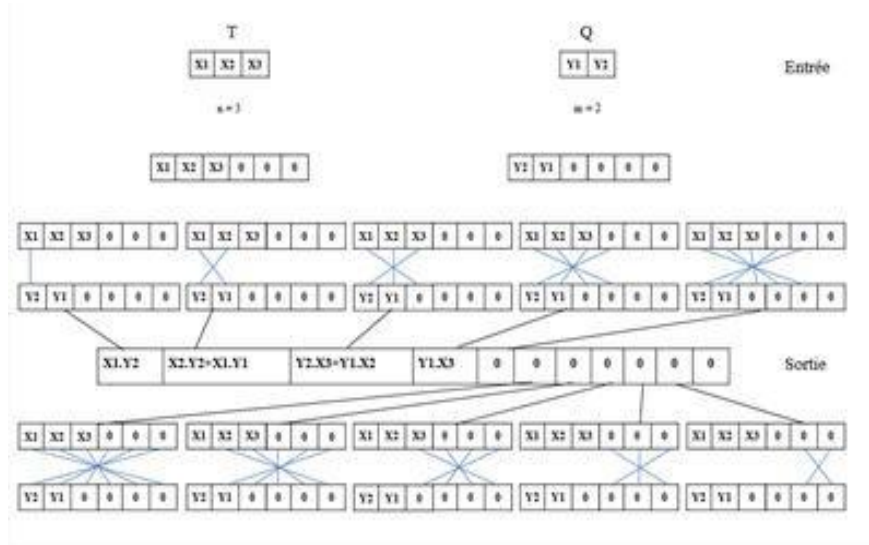 T Q
X1 X2 X3 Y1 Y2 Entrée
n = 3 m = 2
X1 X2 X3 0 0 0 Y2 Y1 0 0 0 0
X1 X2 X3 0 0 0 X1 X2 X3 0 0 0 X1 X2 X3 0 0 0 X1 X2 X3 0 0 0 X1 X2 X3 0 0 0
Y2 Y1 0 0 0 0 Y2 Y1 0 0 0 0 Y2 Y1 0 0 0 0 Y2 Y1 0 0 0 0 Y2 Y1 0 0 0 0
X1.Y2 X2.Y2+X1.Y1 Y2.X3+Y1.X2 Y1.X3 0 0 0 0 0 0 Sortie
X1 X2 X3 0 0 0 X1 X2 X3 0 0 0 X1 X2 X3 0 0 0 X1 X2 X3 0 0 0 X1 X2 X3 0 0 0
Y2 Y1 0 0 0 0 Y2 Y1 0 0 0 0 Y2 Y1 0 0 0 0 Y2 Y1 0 0 0 0 Y2 Y1 0 0 0 0